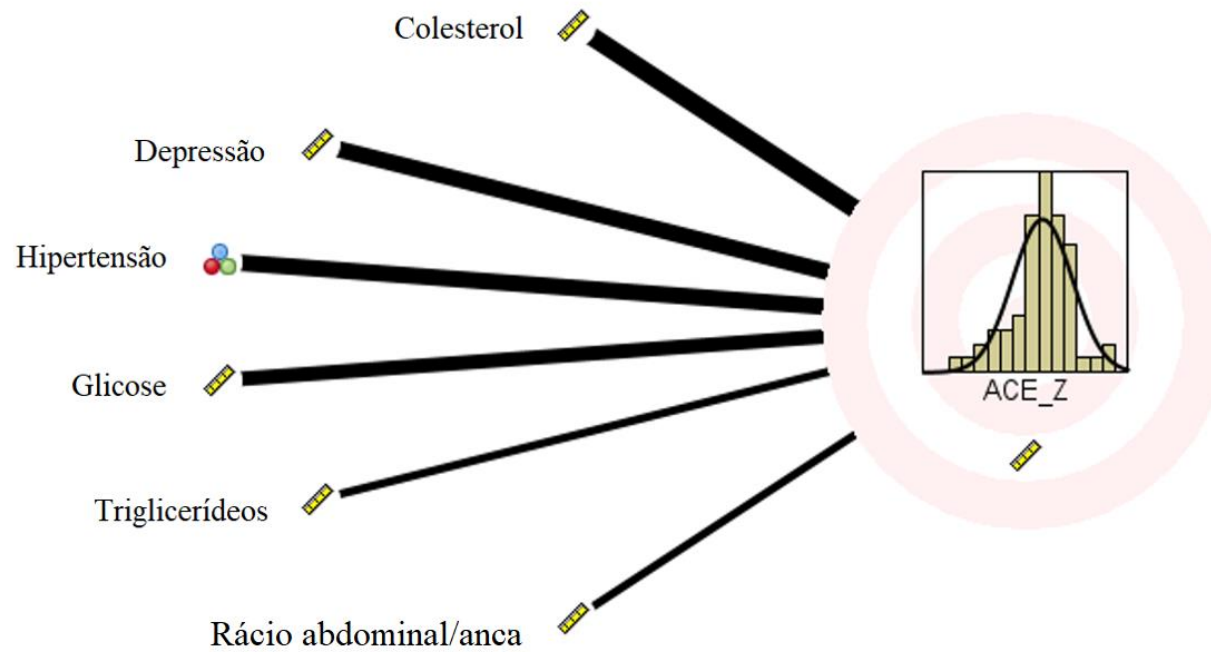 Colesterol
Depressão
Hipertensão
Glicose
Triglicerídeos
Rácio abdominal/anca
ACE_Z